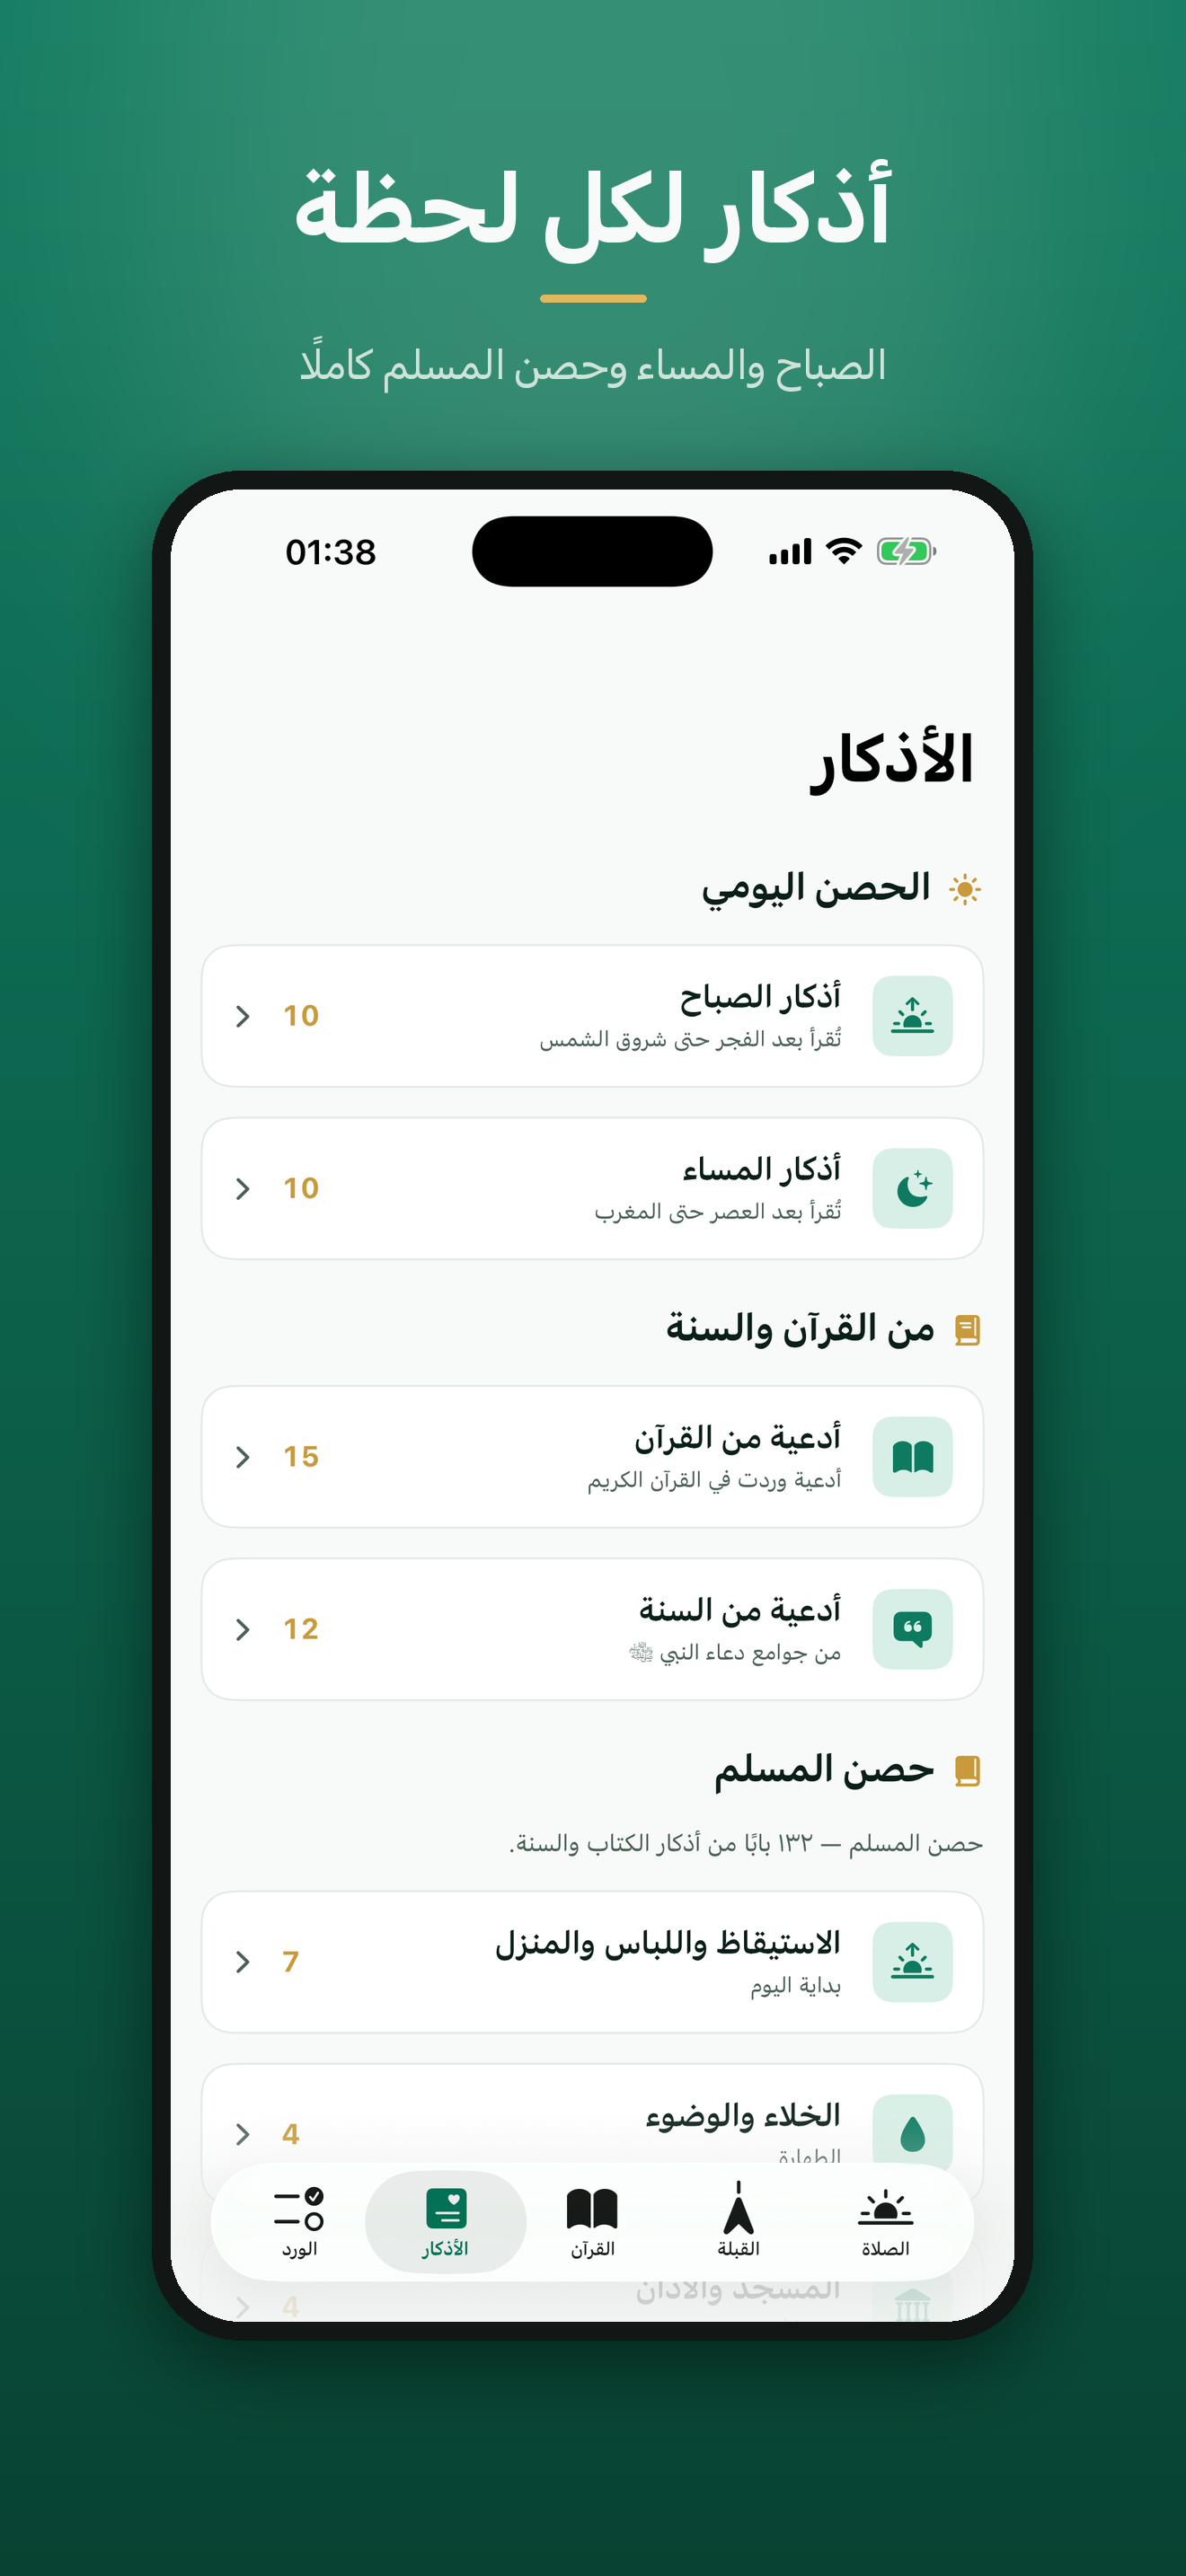 أذكار لكل لحظة
الصباح والمساء وحصن المسلم كاملًا
01:38
الأذكار
الحصن اليومي
أذكار الصباح
10
تُقرأ بعد الفجر حتى شروق الشمس
أذكار المساء
10
تُقرأ بعد العصر حتى المغرب
من القرآن والسنة
أدعية من القرآن
15
أدعية وردت في القرآن الكريم
أدعية من السنة
12
من جوامع دعاء النبي ﷺ
حصن المسلم
حصن المسلم — ١٣٢ بابًا من أذكار الكتاب والسنة.
الاستيقاظ واللباس والمنزل
7
بداية اليوم
الخلاء والوضوء
4
الطهارة
الصلاة
القبلة
القرآن
الأذكار
الورد
المسجد والأذان
4